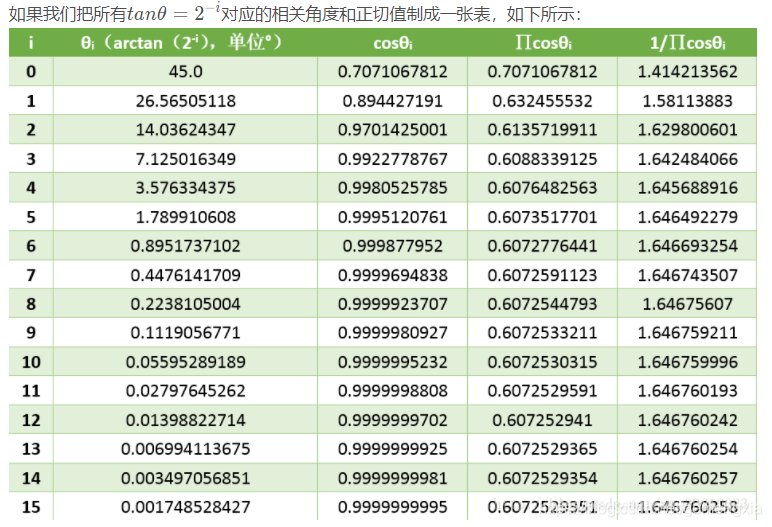 如果我们把所有tanθ = 2⁻ⁱ对应的相关角度和正切值制成一张表，如下所示：
i θᵢ（arctan（2⁻ⁱ），单位°） cosθᵢ ∏cosθᵢ 1/∏cosθᵢ
0 45.0 0.7071067812 0.7071067812 1.414213562
1 26.56505118 0.894427191 0.632455532 1.58113883
2 14.03624347 0.9701425001 0.6135719911 1.629800601
3 7.125016349 0.9922778767 0.6088339125 1.642484066
4 3.576334375 0.9980525785 0.6076482563 1.645688916
5 1.789910608 0.9995120761 0.6073517701 1.646492279
6 0.8951737102 0.999877952 0.6072776441 1.646693254
7 0.4476141709 0.9999694838 0.6072591123 1.646743507
8 0.2238105004 0.9999923707 0.6072544793 1.64675607
9 0.1119056771 0.9999980927 0.6072533211 1.646759211
10 0.05595289189 0.9999995232 0.6072530315 1.646759996
11 0.02797645262 0.9999998808 0.6072529591 1.646760193
12 0.01398822714 0.9999999702 0.607252941 1.646760242
13 0.006994113675 0.9999999925 0.6072529365 1.646760254
14 0.003497056851 0.9999999981 0.6072529354 1.646760257
15 0.001748528427 0.9999999995 0.6072529351 1.646760258